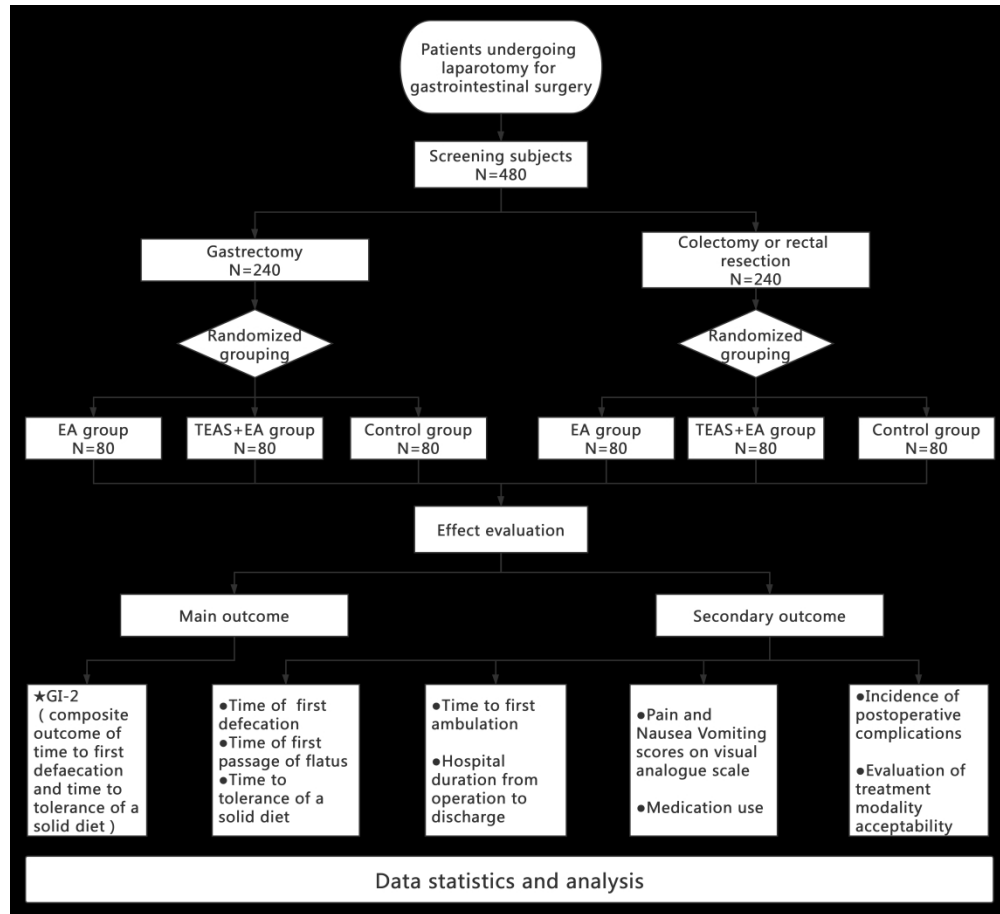 Patients undergoing
laparotomy for
gastrointestinal surgery
Screening subjects
N=480
Gastrectomy
N=240
Colectomy or rectal
resection
N=240
Randomized
grouping
Randomized
grouping
EA group
N=80
TEAS+EA group
N=80
Control group
N=80
EA group
N=80
TEAS+EA group
N=80
Control group
N=80
Effect evaluation
Main outcome
Secondary outcome
★GI-2
( composite
outcome of
time to first
defaecation
and time to
tolerance of a
solid diet )
●Time of first
defecation
●Time of first
passage of flatus
●Time to
tolerance of a
solid diet
●Time to first
ambulation
●Hospital
duration from
operation to
discharge
●Pain and
Nausea Vomiting
scores on visual
analogue scale
●Medication use
●Incidence of
postoperative
complications
●Evaluation of
treatment
modality
acceptability
Data statistics and analysis